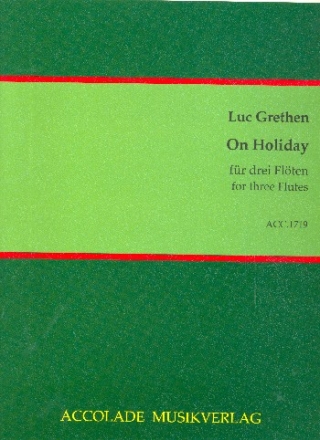 Luc Grethen
On Holiday
für drei Flöten
for three Flutes
ACC.1719
ACCOLADE MUSIKVERLAG